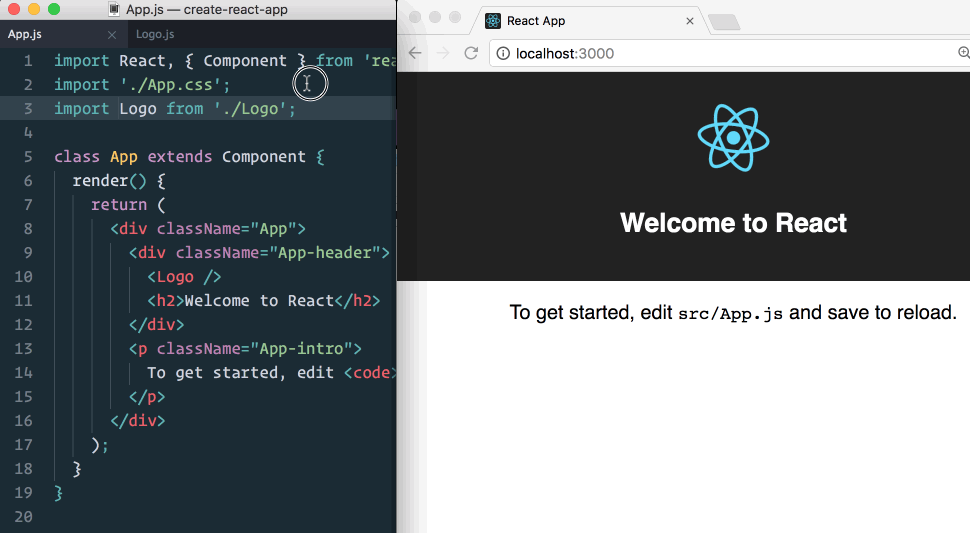 App.js — create-react-app
App.js
Logo.js
1 import React, { Component } from 'rea
2 import './App.css';
3 import Logo from './Logo';
4
5 class App extends Component {
6 render() {
7 return (
8 <div className="App">
9 <div className="App-header">
10 <Logo />
11 <h2>Welcome to React</h2>
12 </div>
13 <p className="App-intro">
14 To get started, edit <code>
15 </p>
16 </div>
17 );
18 }
19 }
20
React App
localhost:3000
Welcome to React
To get started, edit src/App.js and save to reload.